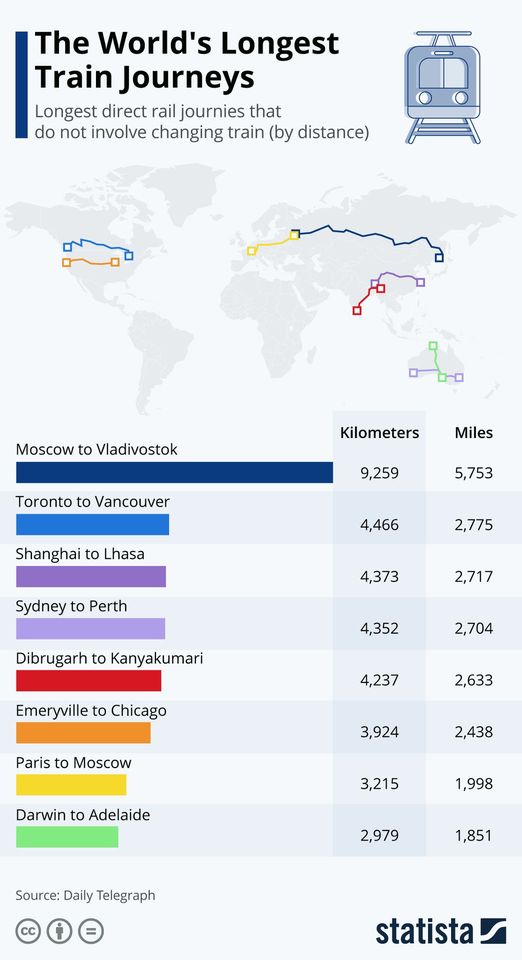 The World's Longest
Train Journeys
Longest direct rail journies that
do not involve changing train (by distance)
Kilometers Miles
Moscow to Vladivostok
9,259 5,753
Toronto to Vancouver
4,466 2,775
Shanghai to Lhasa
4,373 2,717
Sydney to Perth
4,352 2,704
Dibrugarh to Kanyakumari
4,237 2,633
Emeryville to Chicago
3,924 2,438
Paris to Moscow
3,215 1,998
Darwin to Adelaide
2,979 1,851
Source: Daily Telegraph
cc
statista